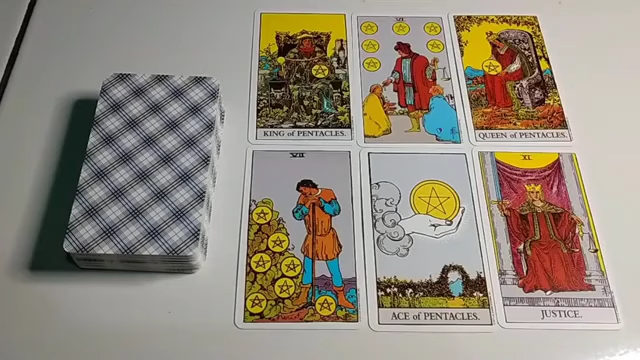 KING of PENTACLES.
VI
QUEEN of PENTACLES.
VII
ACE of PENTACLES.
XI
JUSTICE.